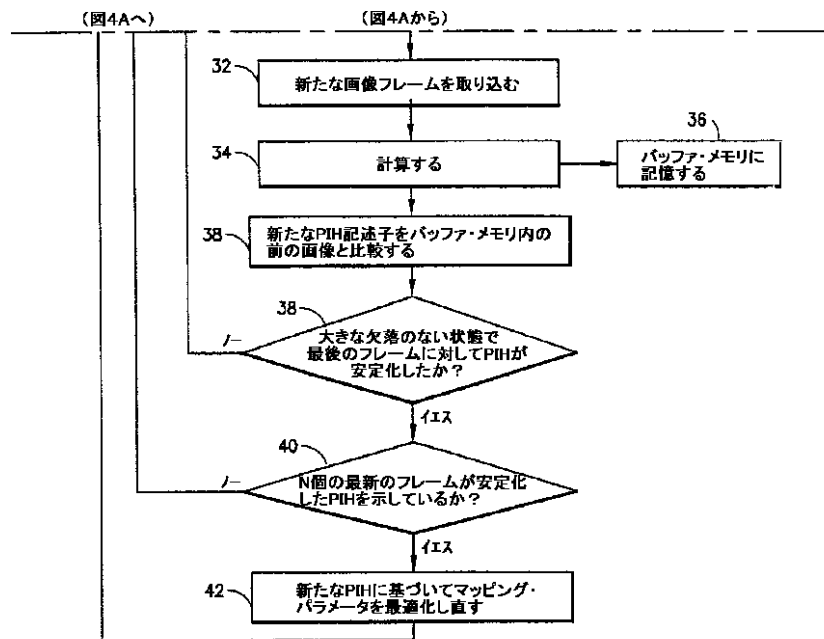 (図4Aへ)
(図4Aから)
32
新たな画像フレームを取り込む
34
計算する
36
バッファ・メモリに
記憶する
38
新たなPIH記述子をバッファ・メモリ内の
前の画像と比較する
38
大きな欠落のない状態で
最後のフレームに対してPIHが
安定化したか?
ノー
イエス
40
N個の最新のフレームが安定化
したPIHを示しているか?
ノー
イエス
42
新たなPIHに基づいてマッピング・
パラメータを最適化し直す